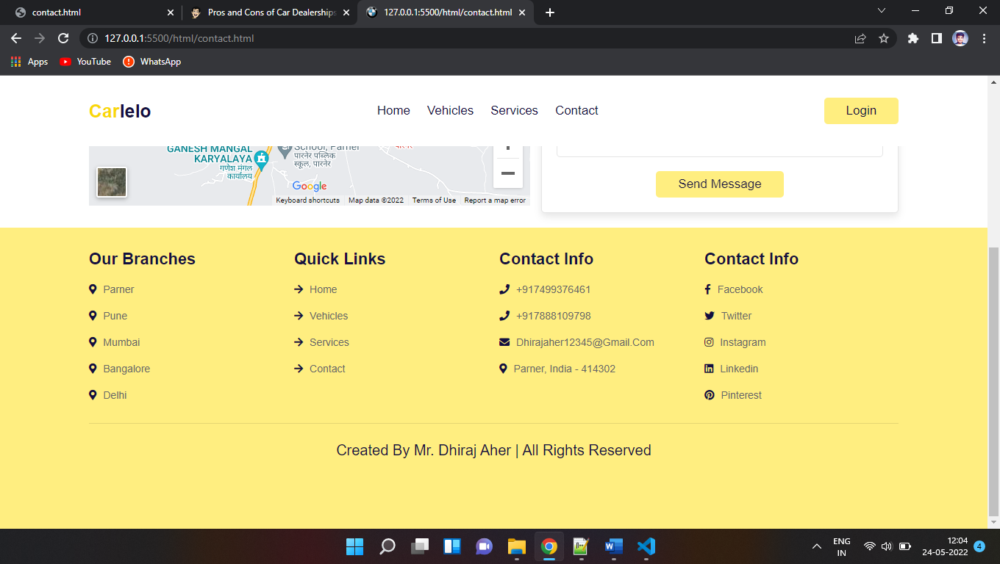 contact.html
Pros and Cons of Car Dealerships
127.0.0.1:5500/html/contact.html
127.0.0.1:5500/html/contact.html
Apps YouTube WhatsApp
Carlelo
Home Vehicles Services Contact
Login
GANESH MANGAL
KARYALAYA
गणेश मंगल
कार्यालय
School, Parner
पारनेर पब्लिक
स्कूल, पारनेर
Google
Keyboard shortcuts Map data ©2022 Terms of Use Report a map error
Send Message
Our Branches
Parner
Pune
Mumbai
Bangalore
Delhi
Quick Links
Home
Vehicles
Services
Contact
Contact Info
+917499376461
+917888109798
Dhirajaher12345@Gmail.Com
Parner, India - 414302
Contact Info
Facebook
Twitter
Instagram
Linkedin
Pinterest
Created By Mr. Dhiraj Aher | All Rights Reserved
ENG
IN
12:04
24-05-2022
4